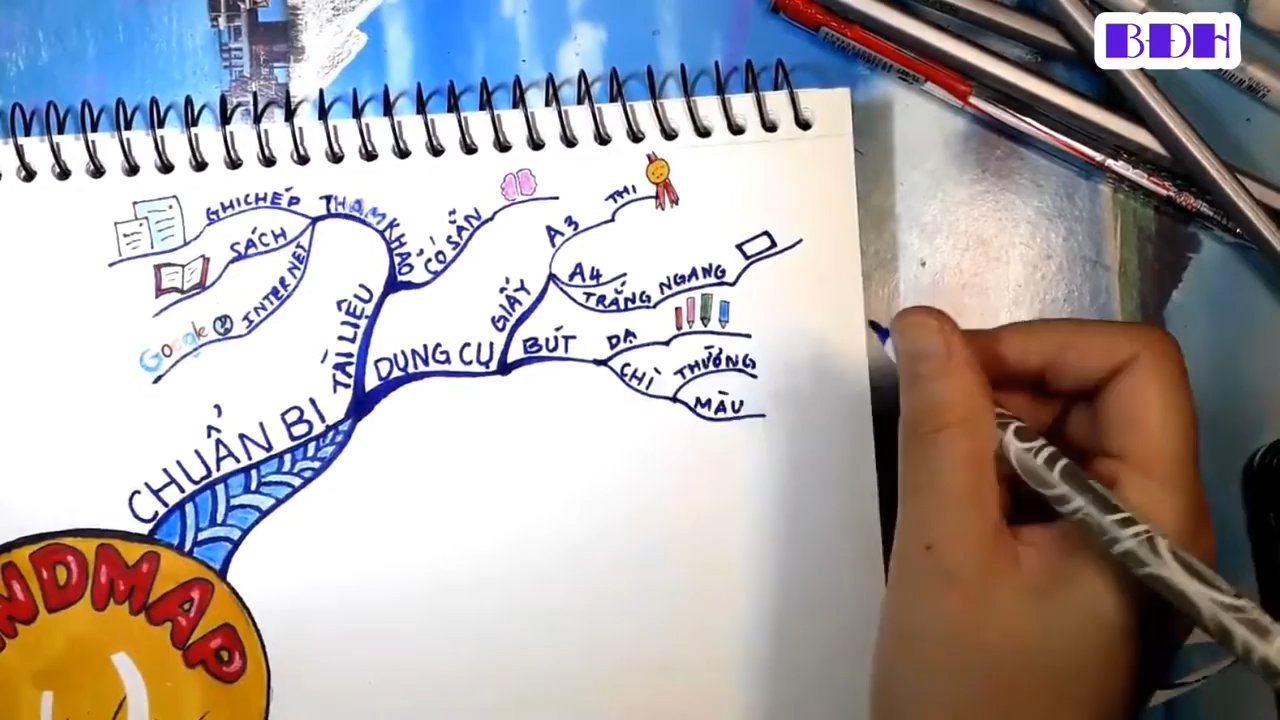 BĐH
THI
GHI CHÉP
THAM KHẢO
CÓ SẴN
A3
SÁCH
INTERNET
A4
TRẮNG NGANG
GIẤY
Google
TÀI LIỆU
DỤNG CỤ
BÚT
DẠ
CHÌ
THƯỜNG
MÀU
CHUẨN BỊ
NDMAP